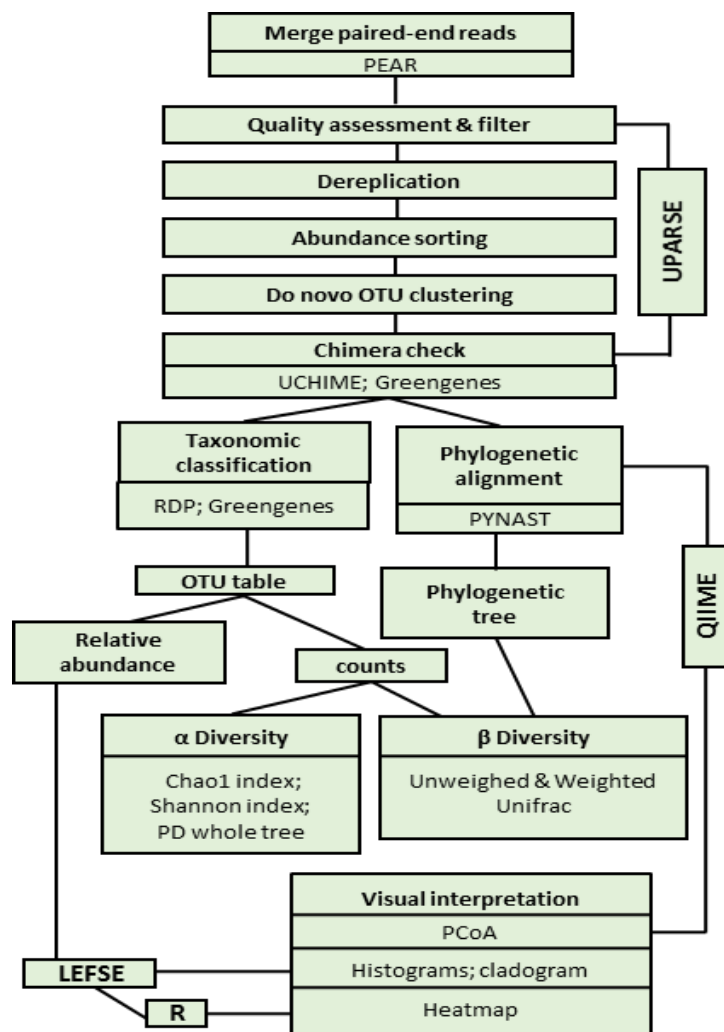 Merge paired-end reads
PEAR
Quality assessment & filter
Dereplication
Abundance sorting
Do novo OTU clustering
Chimera check
UCHIME; Greengenes
UPARSE
Taxonomic
classification
RDP; Greengenes
Phylogenetic
alignment
PYNAST
OTU table
Phylogenetic
tree
QIIME
Relative
abundance
counts
α Diversity
Chao1 index;
Shannon index;
PD whole tree
β Diversity
Unweighed & Weighted
Unifrac
Visual interpretation
PCoA
LEFSE
Histograms; cladogram
R
Heatmap